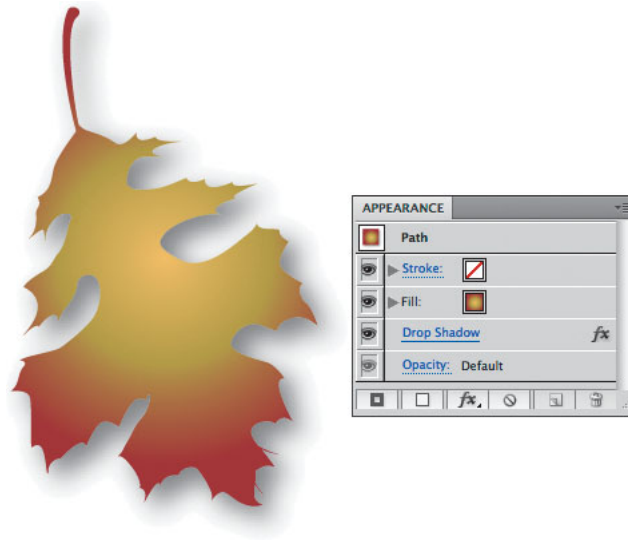 APPEARANCE
Path
Stroke:
Fill:
Drop Shadow fx
Opacity: Default
fx